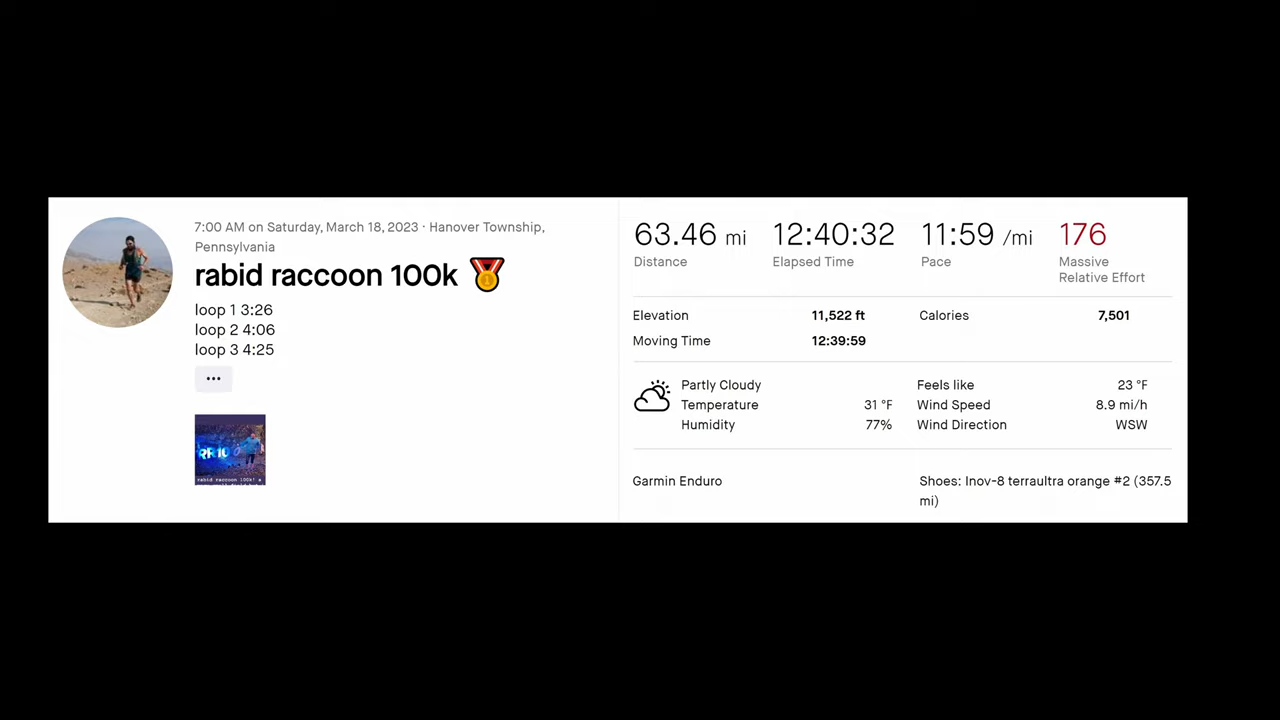 7:00 AM on Saturday, March 18, 2023 · Hanover Township,
Pennsylvania
rabid raccoon 100k
loop 1 3:26
loop 2 4:06
loop 3 4:25
•••
rabid raccoon 100k! a
63.46 mi
Distance
12:40:32
Elapsed Time
11:59 /mi
Pace
176
Massive
Relative Effort
Elevation 11,522 ft
Calories 7,501
Moving Time 12:39:59
Partly Cloudy
Temperature 31 °F
Humidity 77%
Feels like 23 °F
Wind Speed 8.9 mi/h
Wind Direction WSW
Garmin Enduro
Shoes: Inov-8 terraultra orange #2 (357.5
mi)